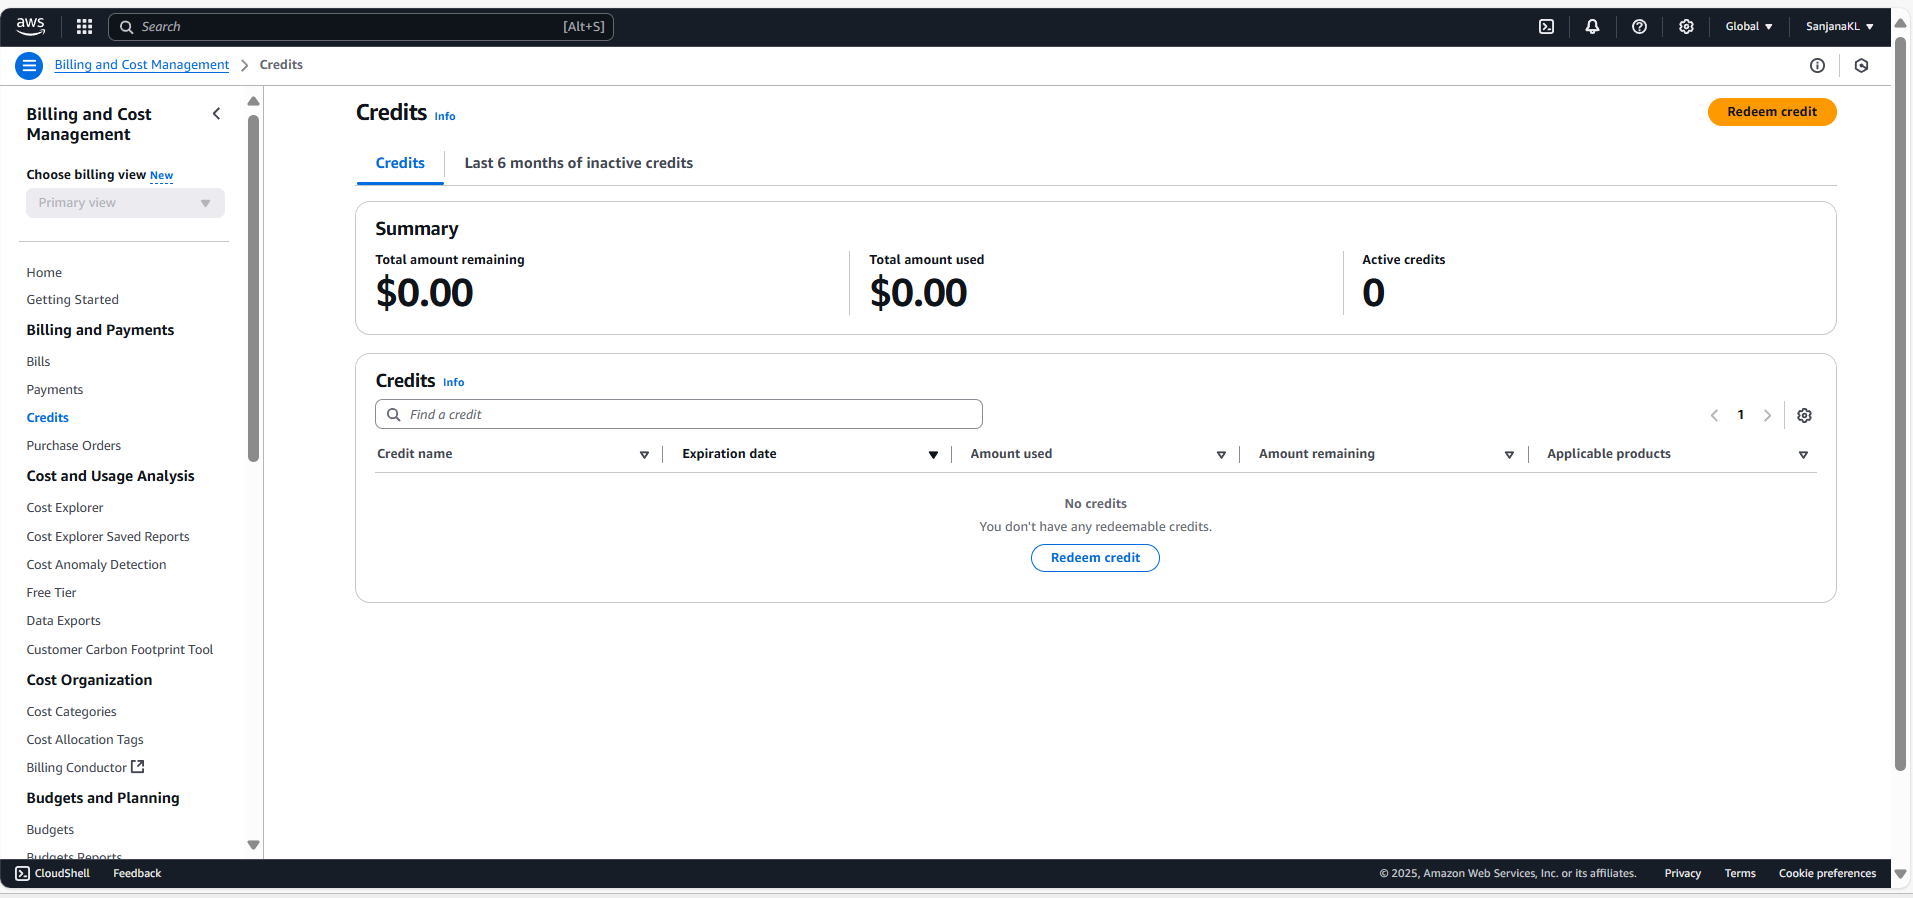 aws
Search [Alt+S]
Global
SanjanaKL
Billing and Cost Management > Credits
Billing and Cost
Management
Choose billing view New
Primary view
Home
Getting Started
Billing and Payments
Bills
Payments
Credits
Purchase Orders
Cost and Usage Analysis
Cost Explorer
Cost Explorer Saved Reports
Cost Anomaly Detection
Free Tier
Data Exports
Customer Carbon Footprint Tool
Cost Organization
Cost Categories
Cost Allocation Tags
Billing Conductor
Budgets and Planning
Budgets
Budgets Reports
Credits Info
Redeem credit
Credits
Last 6 months of inactive credits
Summary
Total amount remaining
$0.00
Total amount used
$0.00
Active credits
0
Credits Info
Find a credit
1
Credit name
Expiration date
Amount used
Amount remaining
Applicable products
No credits
You don't have any redeemable credits.
Redeem credit
CloudShell
Feedback
© 2025, Amazon Web Services, Inc. or its affiliates.
Privacy
Terms
Cookie preferences